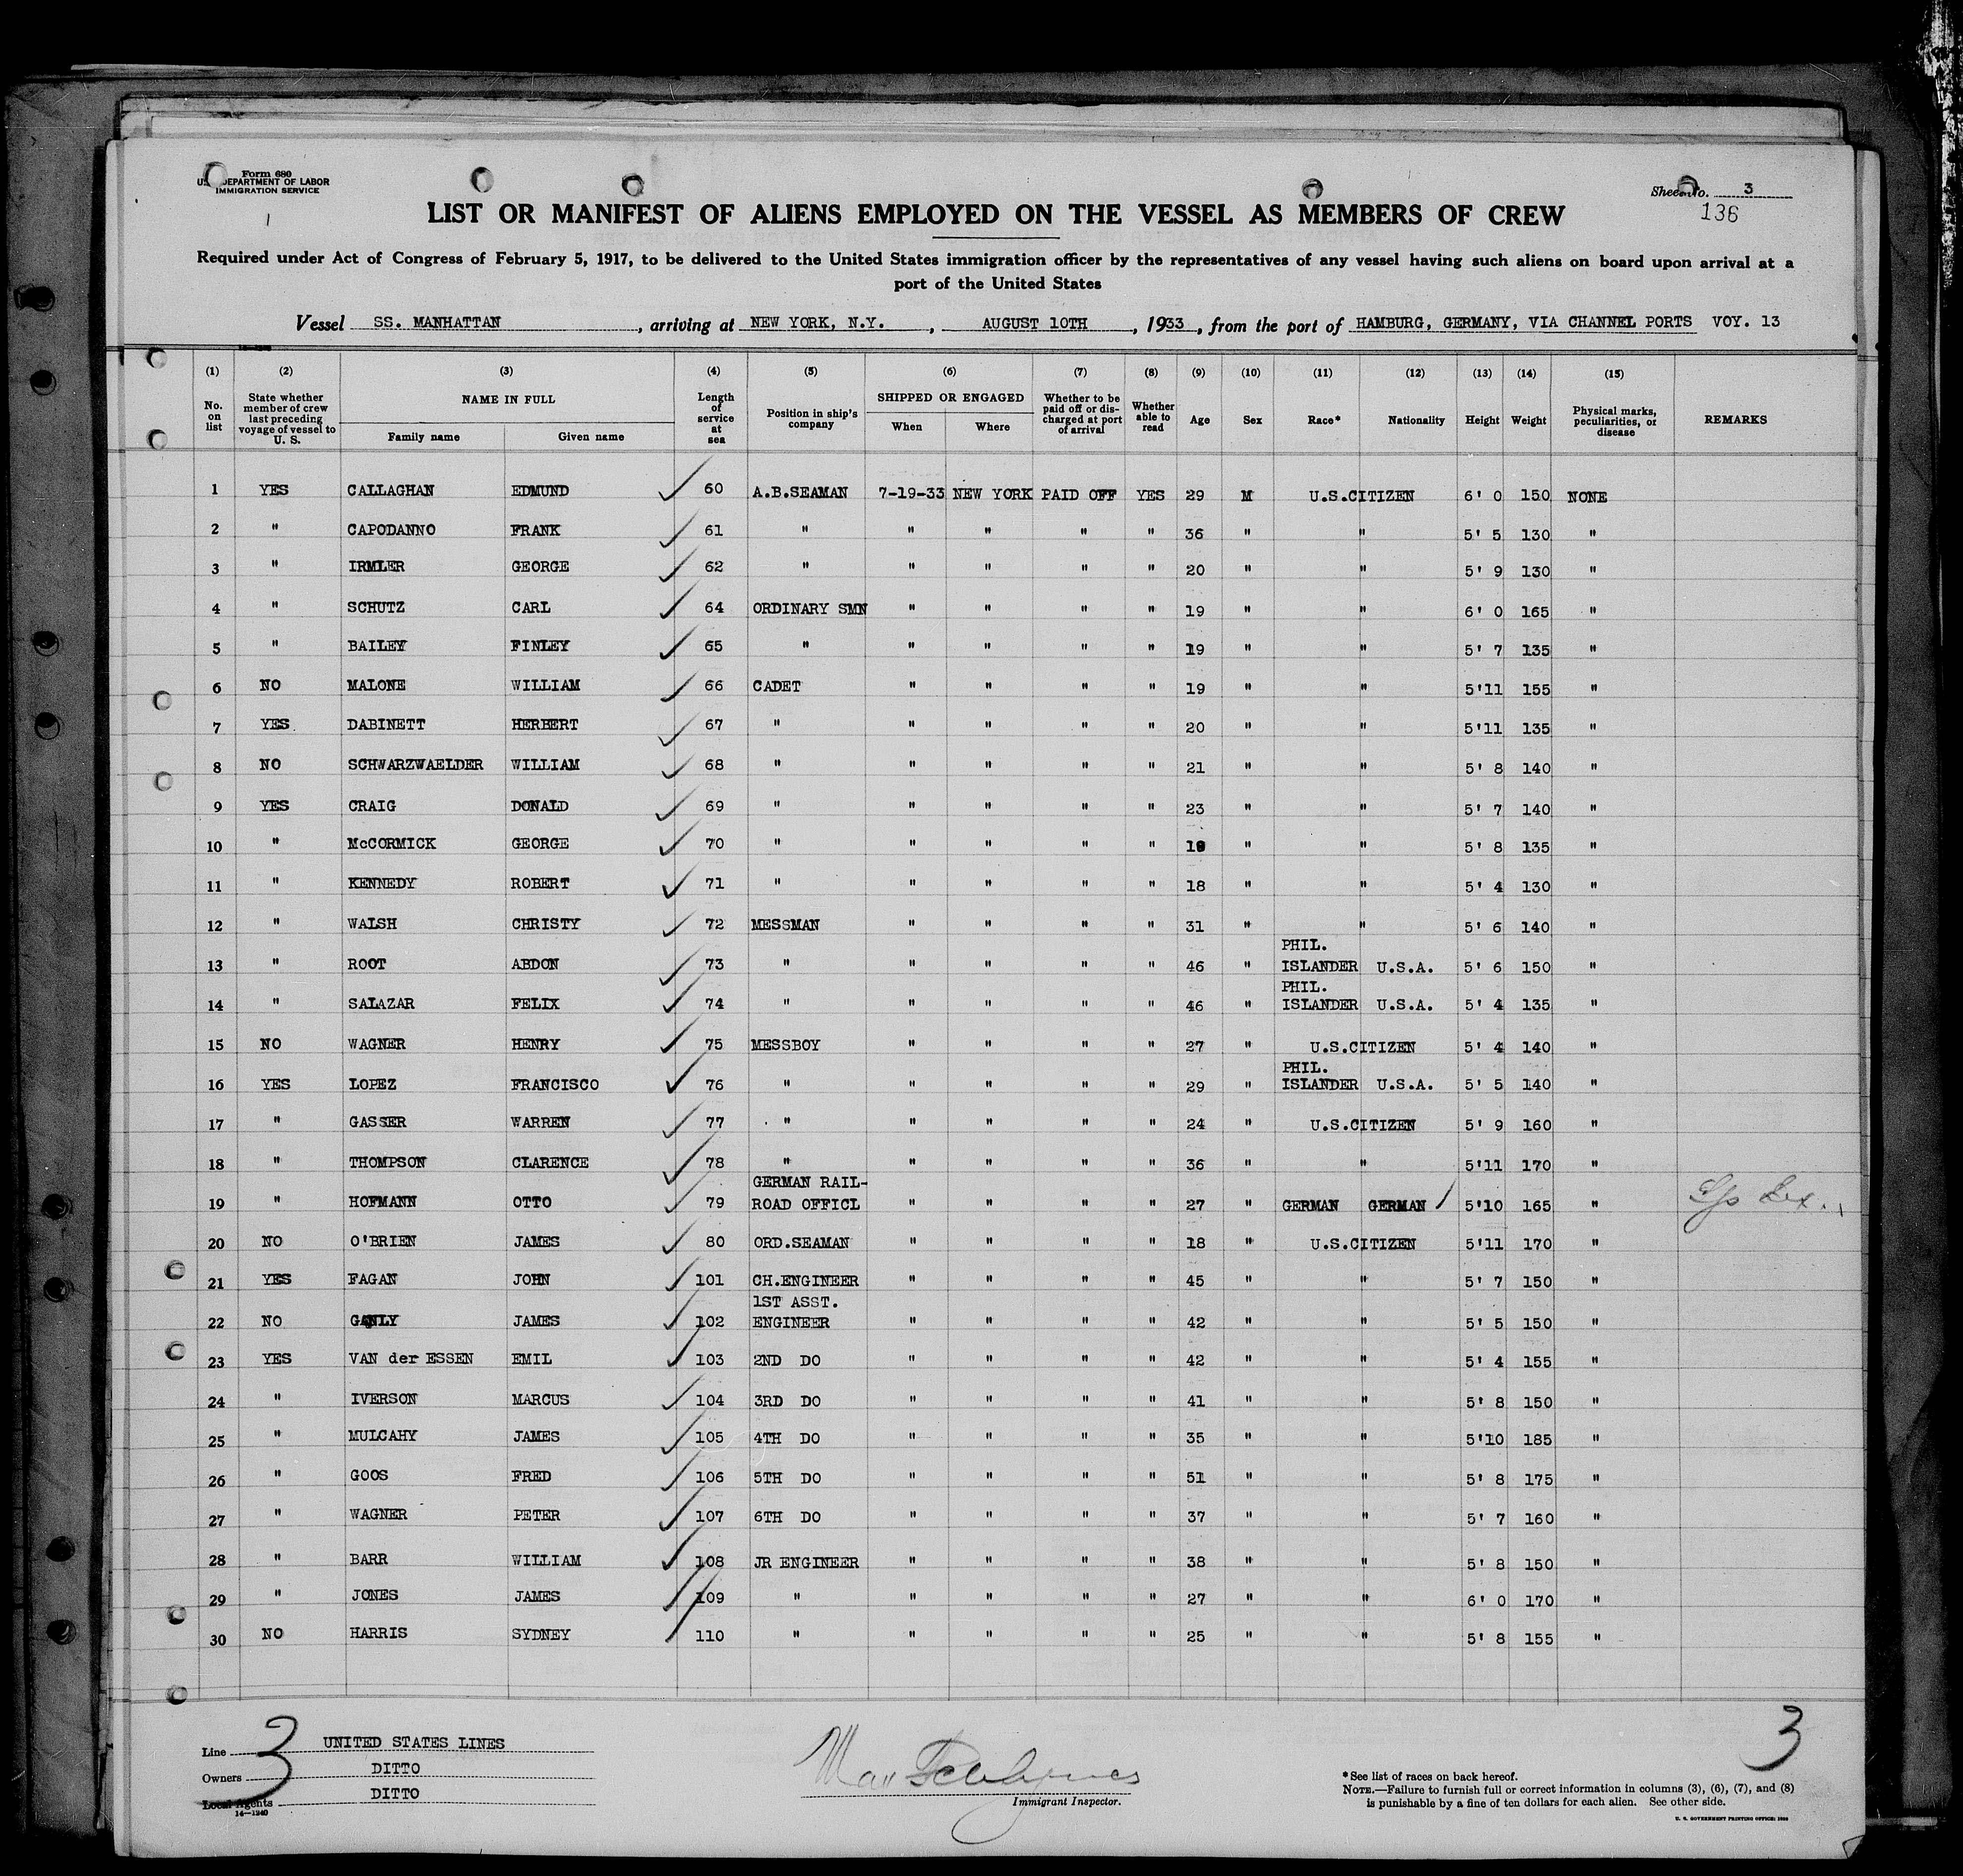 Form 680
U.S. DEPARTMENT OF LABOR
IMMIGRATION SERVICE
1
Sheet No. 3
136
LIST OR MANIFEST OF ALIENS EMPLOYED ON THE VESSEL AS MEMBERS OF CREW
Required under Act of Congress of February 5, 1917, to be delivered to the United States immigration officer by the representatives of any vessel having such aliens on board upon arrival at a
port of the United States
Vessel SS. MANHATTAN, arriving at NEW YORK, N.Y., AUGUST 10TH, 1933, from the port of HAMBURG, GERMANY, VIA CHANNEL PORTS VOY. 13
(1) (2) (3) (4) (5) (6) (7) (8) (9) (10) (11) (12) (13) (14) (15)
No. on list | State whether member of crew last preceding voyage of vessel to U. S. | NAME IN FULL Family name Given name | Length of service at sea | Position in ship's company | SHIPPED OR ENGAGED When Where | Whether to be paid off or discharged at port of arrival | Whether able to read | Age | Sex | Race* | Nationality | Height | Weight | Physical marks, peculiarities, or disease | REMARKS
1 YES CALLAGHAN EDMUND 60 A.B.SEAMAN 7-19-33 NEW YORK PAID OFF YES 29 M U.S.CITIZEN 6' 0 150 NONE
2 " CAPODANNO FRANK 61 " " " " " 36 " " 5' 5 130 "
3 " IRMLER GEORGE 62 " " " " " 20 " " 5' 9 130 "
4 " SCHUTZ CARL 64 ORDINARY SMN " " " " 19 " " 6' 0 165 "
5 " BAILEY FINLEY 65 " " " " " 19 " " 5' 7 135 "
6 NO MALONE WILLIAM 66 CADET " " " " 19 " " 5'11 155 "
7 YES DABINETT HERBERT 67 " " " " " 20 " " 5'11 135 "
8 NO SCHWARZWAELDER WILLIAM 68 " " " " " 21 " " 5' 8 140 "
9 YES CRAIG DONALD 69 " " " " " 23 " " 5' 7 140 "
10 " McCORMICK GEORGE 70 " " " " " " " 5' 8 135 "
11 " KENNEDY ROBERT 71 " " " " " 18 " " 5' 4 130 "
12 " WALSH CHRISTY 72 MESSMAN " " " " 31 " " 5' 6 140 "
13 " ROOT ABDON 73 " " " " " 46 " PHIL. ISLANDER U.S.A. 5' 6 150 "
14 " SALAZAR FELIX 74 " " " " " 46 " PHIL. ISLANDER U.S.A. 5' 4 135 "
15 NO WAGNER HENRY 75 MESSBOY " " " " 27 " U.S.CITIZEN 5' 4 140 "
16 YES LOPEZ FRANCISCO 76 " " " " " 29 " PHIL. ISLANDER U.S.A. 5' 5 140 "
17 " GASSER WARREN 77 " " " " " 24 " U.S.CITIZEN 5' 9 160 "
18 " THOMPSON CLARENCE 78 " " " " " 36 " " 5'11 170 "
19 " HOFMANN OTTO 79 GERMAN RAIL-ROAD OFFICL " " " " 27 " GERMAN GERMAN 5'10 165 "
20 NO O'BRIEN JAMES 80 ORD.SEAMAN " " " " 18 " U.S.CITIZEN 5'11 170 "
21 YES FAGAN JOHN 101 CH.ENGINEER " " " " 45 " " 5' 7 150 "
22 NO GANLY JAMES 102 1ST ASST. ENGINEER " " " " 42 " " 5' 5 150 "
23 YES VAN der ESSEN EMIL 103 2ND DO " " " " 42 " " 5' 4 155 "
24 " IVERSON MARCUS 104 3RD DO " " " " 41 " " 5' 8 150 "
25 " MULCAHY JAMES 105 4TH DO " " " " 35 " " 5'10 185 "
26 " GOOS FRED 106 5TH DO " " " " 51 " " 5' 8 175 "
27 " WAGNER PETER 107 6TH DO " " " " 37 " " 5' 7 160 "
28 " BARR WILLIAM 108 JR ENGINEER " " " " 38 " " 5' 8 150 "
29 " JONES JAMES 109 " " " " " 27 " " 6' 0 170 "
30 NO HARRIS SYDNEY 110 " " " " " 25 " " 5' 8 155 "
Line UNITED STATES LINES
Owners DITTO
Local Agents DITTO
14-1240
3
3
Immigrant Inspector.
*See list of races on back hereof.
NOTE.—Failure to furnish full or correct information in columns (3), (6), (7), and (8)
is punishable by a fine of ten dollars for each alien. See other side.